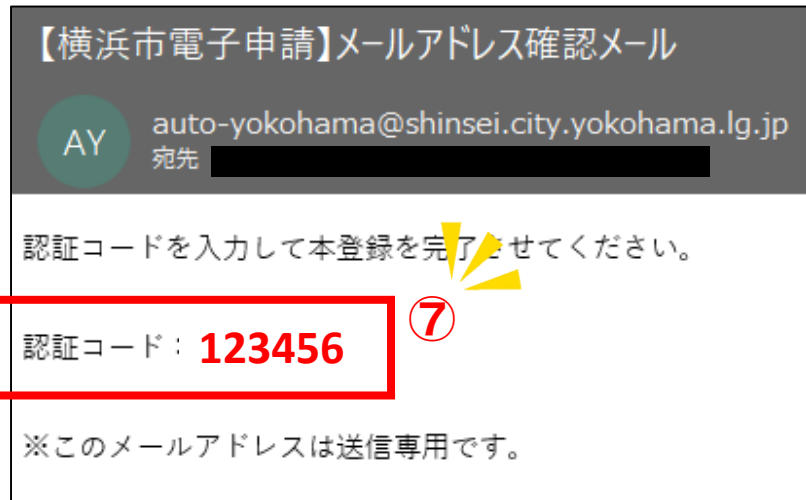 【横浜市電子申請】メールアドレス確認メール
AY
auto-yokohama@shinsei.city.yokohama.lg.jp
宛先
認証コードを入力して本登録を完了させてください。
⑦
認証コード：123456
※このメールアドレスは送信専用です。